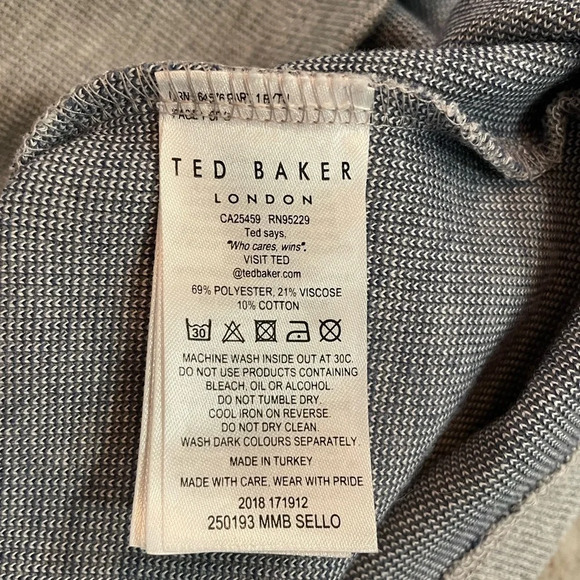 TED BAKER
LONDON
CA25459 RN95229
Ted says,
"Who cares, wins".
VISIT TED
@tedbaker.com
69% POLYESTER, 21% VISCOSE
10% COTTON
30
MACHINE WASH INSIDE OUT AT 30C.
DO NOT USE PRODUCTS CONTAINING
BLEACH, OIL OR ALCOHOL.
DO NOT TUMBLE DRY.
COOL IRON ON REVERSE.
DO NOT DRY CLEAN.
WASH DARK COLOURS SEPARATELY.
MADE IN TURKEY
MADE WITH CARE, WEAR WITH PRIDE
2018 171912
250193 MMB SELLO